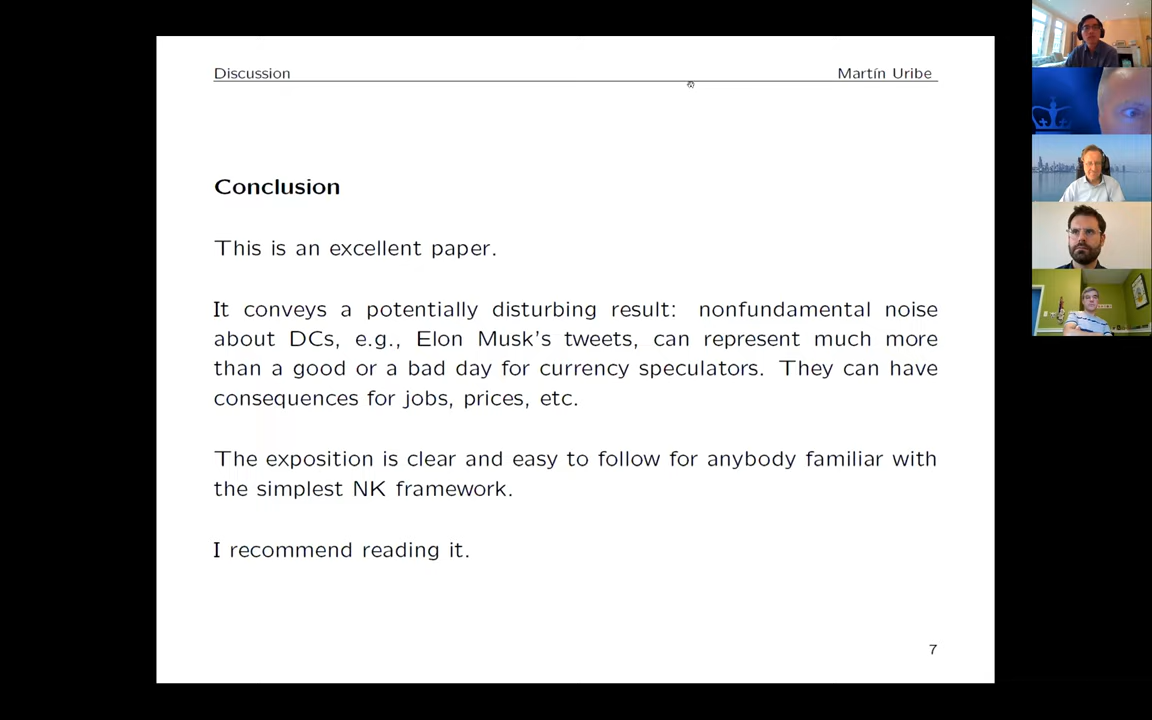 Discussion
Martín Uribe
Conclusion
This is an excellent paper.
It conveys a potentially disturbing result: nonfundamental noise
about DCs, e.g., Elon Musk's tweets, can represent much more
than a good or a bad day for currency speculators. They can have
consequences for jobs, prices, etc.
The exposition is clear and easy to follow for anybody familiar with
the simplest NK framework.
I recommend reading it.
7